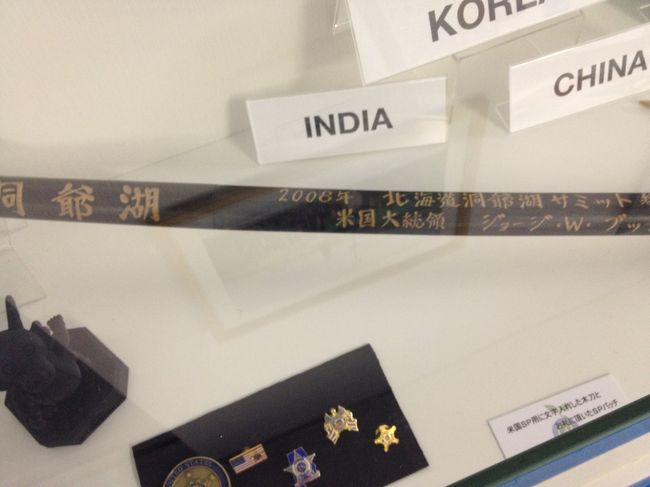 KOREA
CHINA
INDIA
洞爺湖
2008年 北海道洞爺湖サミット
米国大統領 ジョージ・W・ブッ
米国SP用に文字入れした木刀と
お礼に頂いたSPバッチ
UNITED STATES